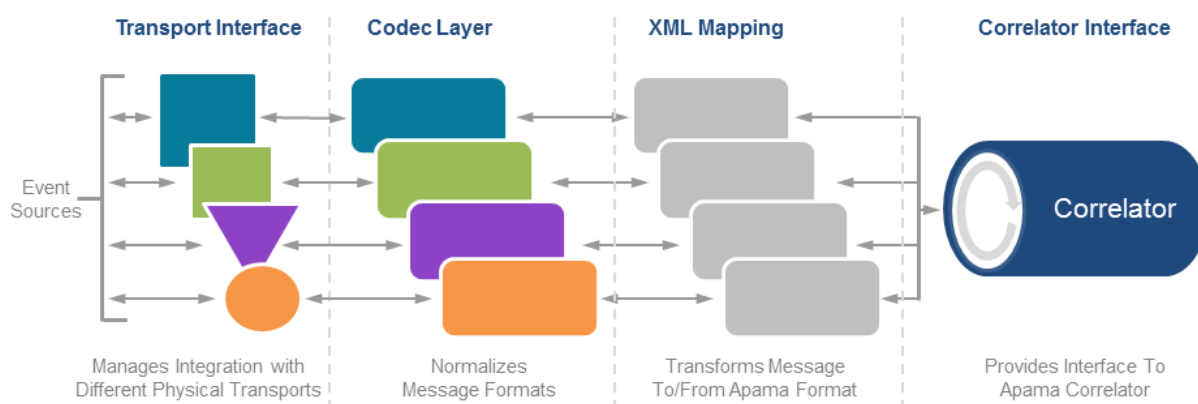 Transport Interface
Codec Layer
XML Mapping
Correlator Interface
Event
Sources
Correlator
Manages Integration with
Different Physical Transports
Normalizes
Message Formats
Transforms Message
To/From Apama Format
Provides Interface To
Apama Correlator